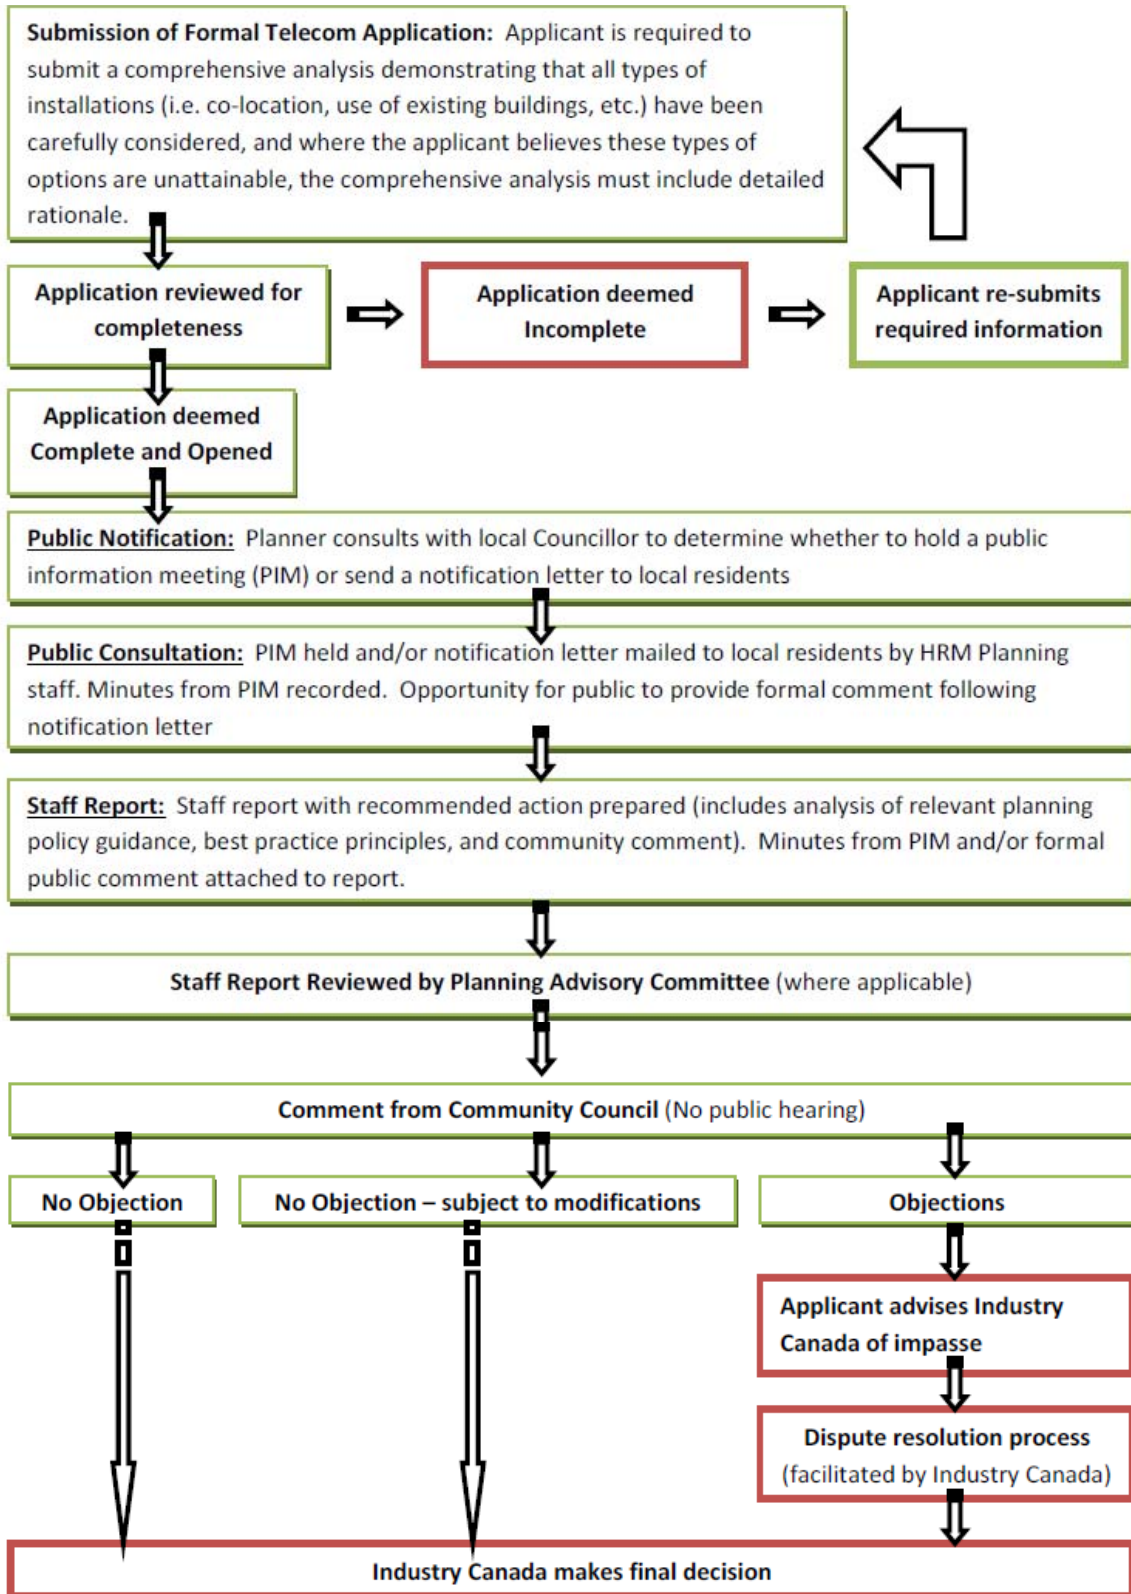 Submission of Formal Telecom Application: Applicant is required to
submit a comprehensive analysis demonstrating that all types of
installations (i.e. co-location, use of existing buildings, etc.) have been
carefully considered, and where the applicant believes these types of
options are unattainable, the comprehensive analysis must include detailed
rationale.
Application reviewed for
completeness
Application deemed
Incomplete
Applicant re-submits
required information
Application deemed
Complete and Opened
Public Notification: Planner consults with local Councillor to determine whether to hold a public
information meeting (PIM) or send a notification letter to local residents
Public Consultation: PIM held and/or notification letter mailed to local residents by HRM Planning
staff. Minutes from PIM recorded. Opportunity for public to provide formal comment following
notification letter
Staff Report: Staff report with recommended action prepared (includes analysis of relevant planning
policy guidance, best practice principles, and community comment). Minutes from PIM and/or formal
public comment attached to report.
Staff Report Reviewed by Planning Advisory Committee (where applicable)
Comment from Community Council (No public hearing)
No Objection
No Objection – subject to modifications
Objections
Applicant advises Industry
Canada of impasse
Dispute resolution process
(facilitated by Industry Canada)
Industry Canada makes final decision